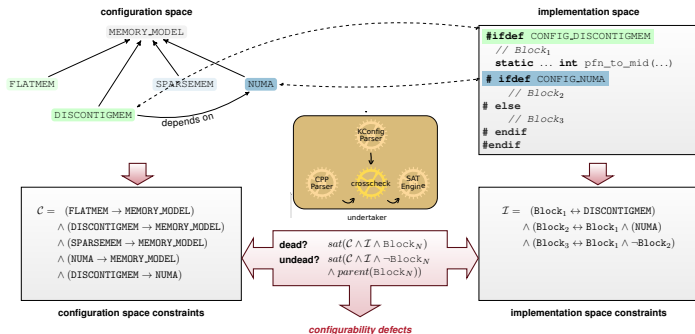 configuration space
MEMORY_MODEL
FLATMEM
SPARSEMEM
NUMA
DISCONTIGMEM
depends on
implementation space
#ifdef CONFIG_DISCONTIGMEM
// Block₁
static ... int pfn_to_mid(...)
# ifdef CONFIG_NUMA
// Block₂
# else
// Block₃
# endif
#endif
KConfig
Parser
CPP
Parser
crosscheck
SAT
Engine
undertaker
C = (FLATMEM → MEMORY_MODEL)
∧ (DISCONTIGMEM → MEMORY_MODEL)
∧ (SPARSEMEM → MEMORY_MODEL)
∧ (NUMA → MEMORY_MODEL)
∧ (DISCONTIGMEM → NUMA)
configuration space constraints
dead? sat(C ∧ I ∧ Block_N)
undead? sat(C ∧ I ∧ ¬Block_N
∧ parent(Block_N))
configurability defects
I = (Block₁ ↔ DISCONTIGMEM)
∧ (Block₂ ↔ Block₁ ∧ (NUMA)
∧ (Block₃ ↔ Block₁ ∧ ¬Block₂)
implementation space constraints